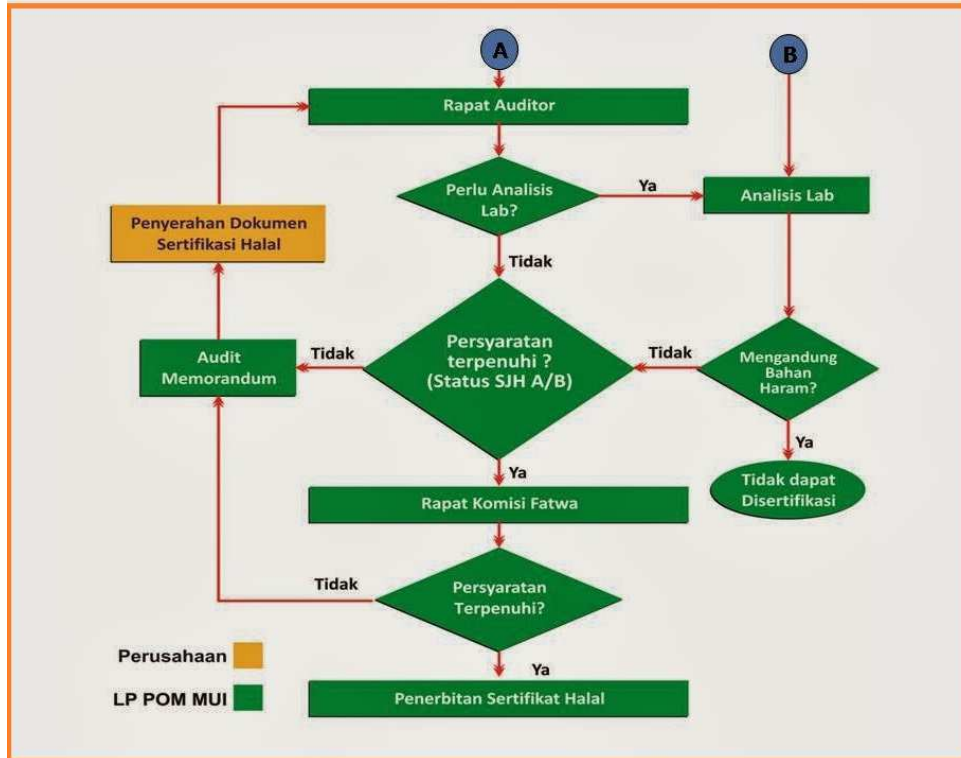 A
B
Rapat Auditor
Perlu Analisis
Lab?
Ya
Analisis Lab
Penyerahan Dokumen
Sertifikasi Halal
Tidak
Persyaratan
terpenuhi ?
(Status SJH A/B)
Tidak
Audit
Memorandum
Tidak
Mengandung
Bahan
Haram?
Ya
Ya
Tidak dapat
Disertifikasi
Rapat Komisi Fatwa
Tidak
Persyaratan
Terpenuhi?
Perusahaan
Ya
LP POM MUI
Penerbitan Sertifikat Halal